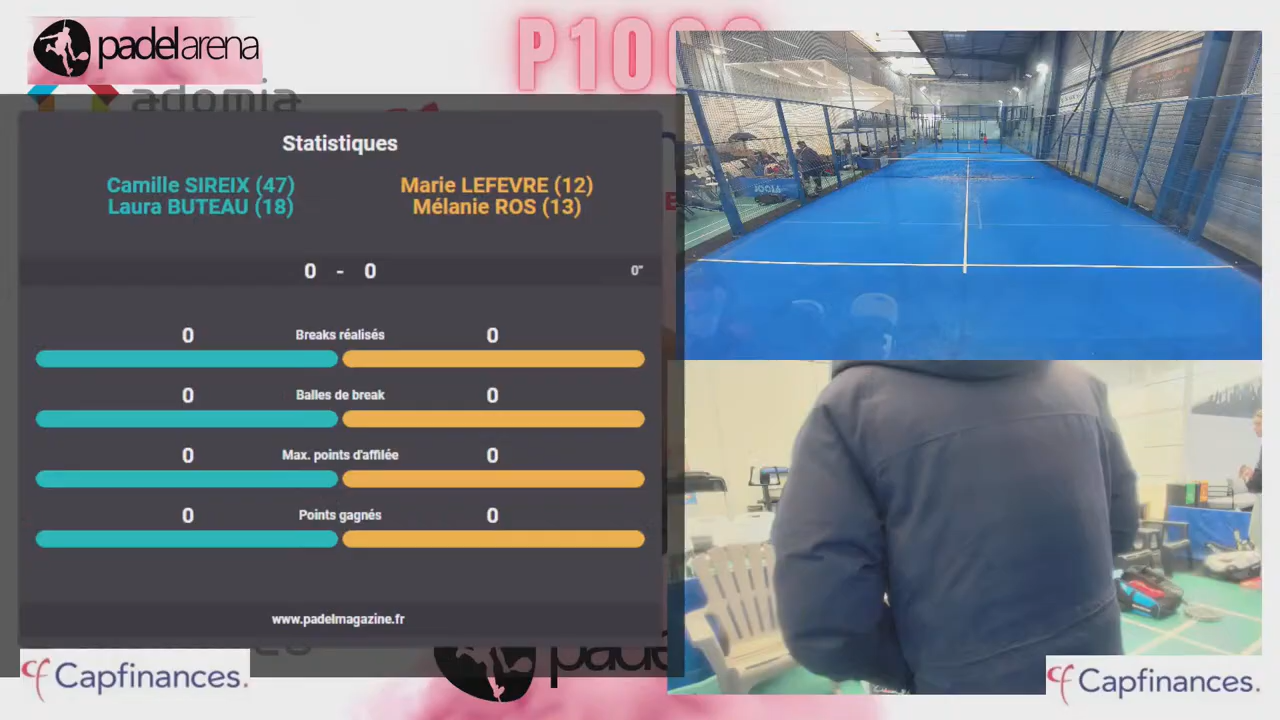 padelarena
adomia
P100
Statistiques
Camille SIREIX (47)
Laura BUTEAU (18)
Marie LEFEVRE (12)
Mélanie ROS (13)
0 - 0
0"
0 Breaks réalisés 0
0 Balles de break 0
0 Max. points d'affilée 0
0 Points gagnés 0
www.padelmagazine.fr
JOOLA
Capfinances.
Capfinances.